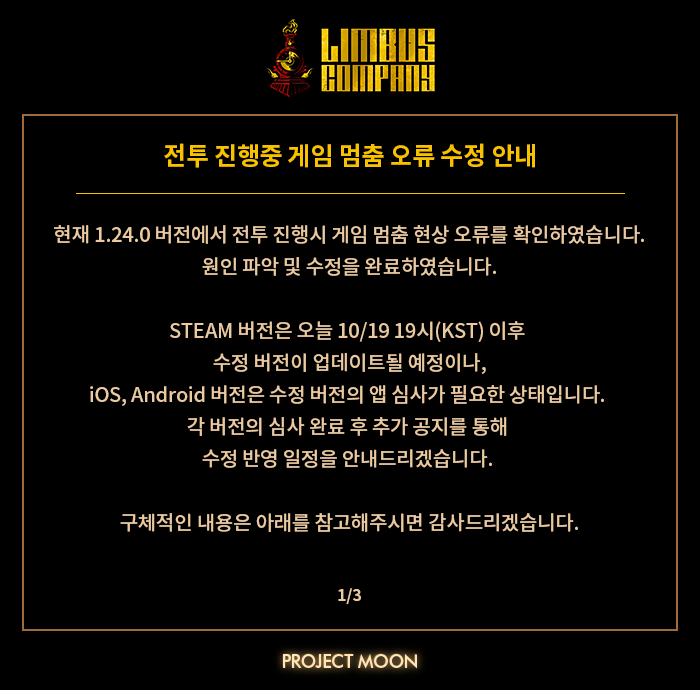 LIMBUS
COMPANY
전투 진행중 게임 멈춤 오류 수정 안내
현재 1.24.0 버전에서 전투 진행시 게임 멈춤 현상 오류를 확인하였습니다.
원인 파악 및 수정을 완료하였습니다.
STEAM 버전은 오늘 10/19 19시(KST) 이후
수정 버전이 업데이트될 예정이나,
iOS, Android 버전은 수정 버전의 앱 심사가 필요한 상태입니다.
각 버전의 심사 완료 후 추가 공지를 통해
수정 반영 일정을 안내드리겠습니다.
구체적인 내용은 아래를 참고해주시면 감사드리겠습니다.
1/3
PROJECT MOON